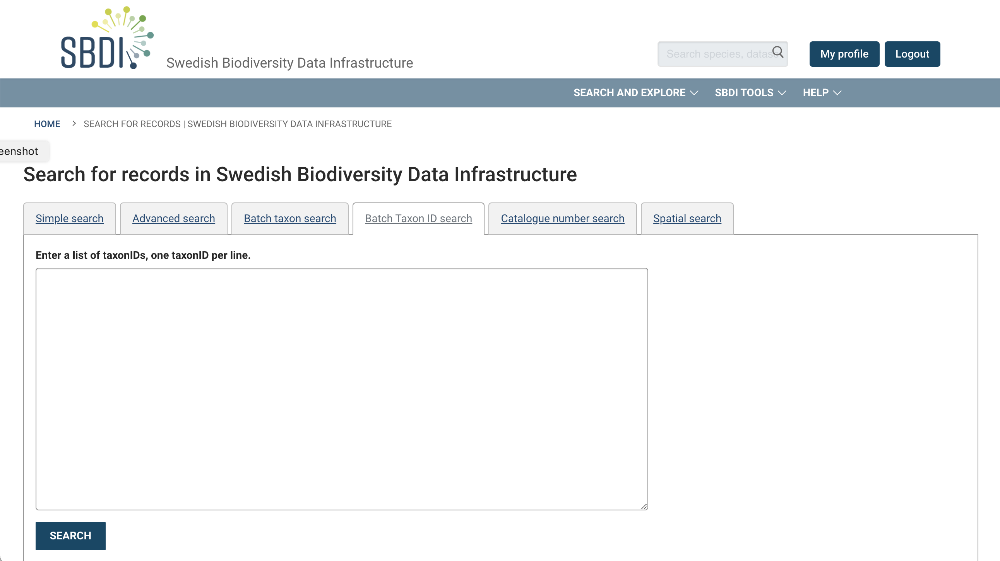 SBDI
Swedish Biodiversity Data Infrastructure
Search species, datas
My profile
Logout
SEARCH AND EXPLORE
SBDI TOOLS
HELP
HOME > SEARCH FOR RECORDS | SWEDISH BIODIVERSITY DATA INFRASTRUCTURE
eenshot
Search for records in Swedish Biodiversity Data Infrastructure
Simple search
Advanced search
Batch taxon search
Batch Taxon ID search
Catalogue number search
Spatial search
Enter a list of taxonIDs, one taxonID per line.
SEARCH